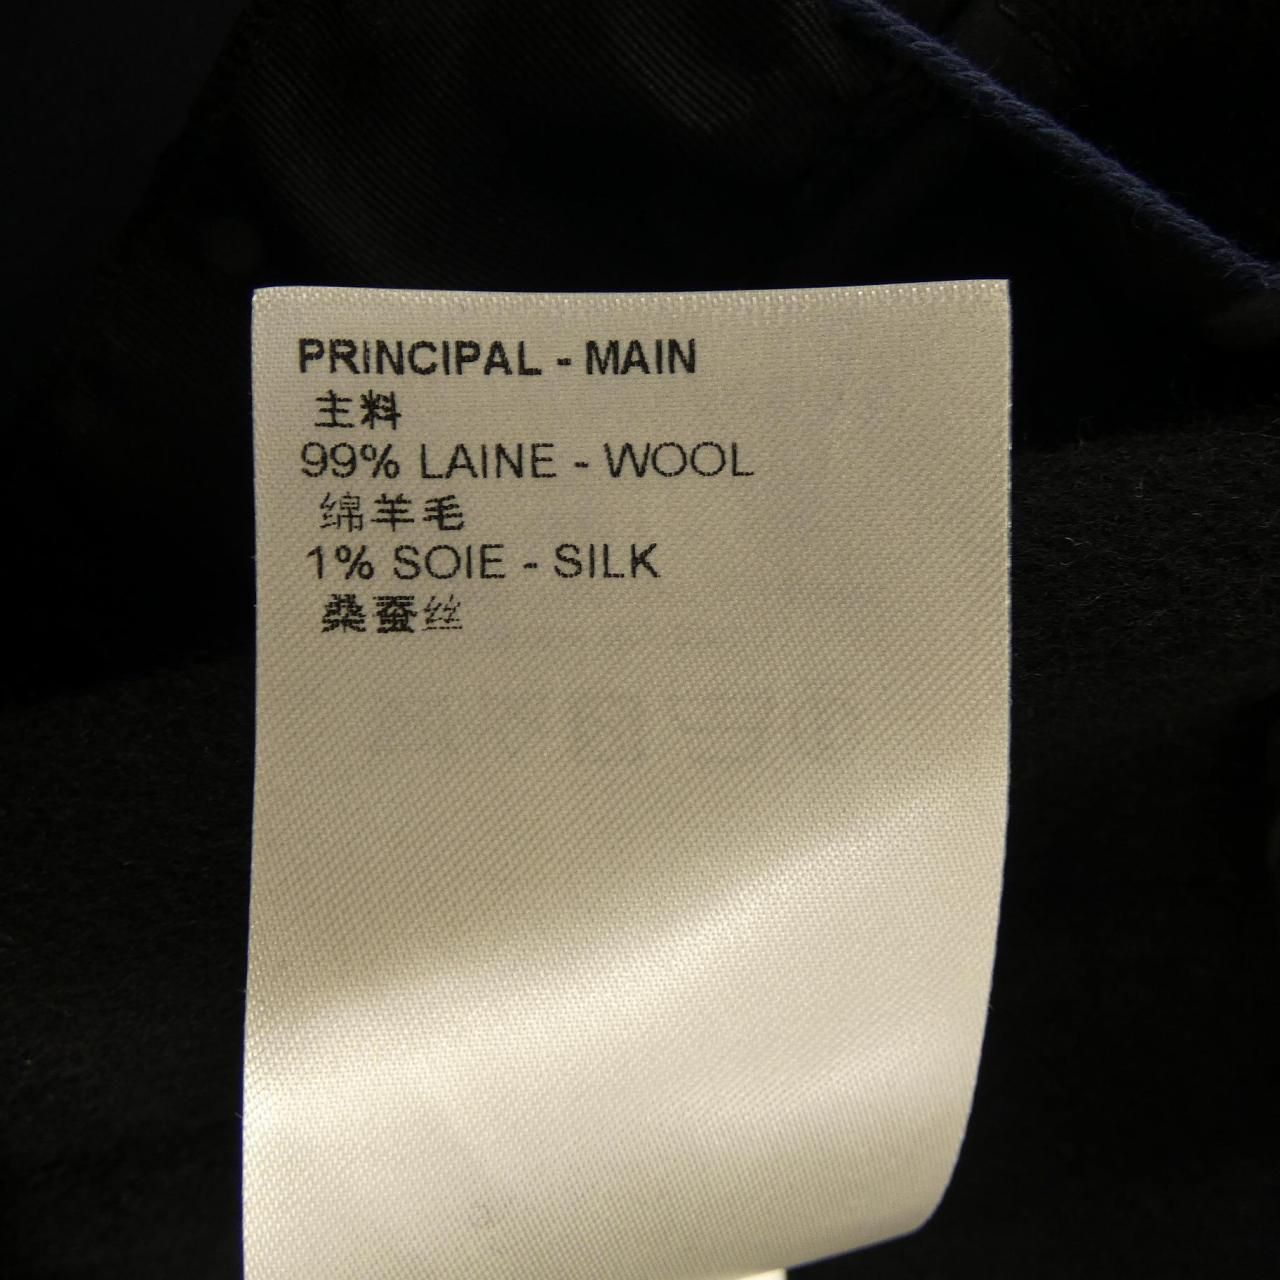 PRINCIPAL - MAIN
主料
99% LAINE - WOOL
绵羊毛
1% SOIE - SILK
桑蚕丝